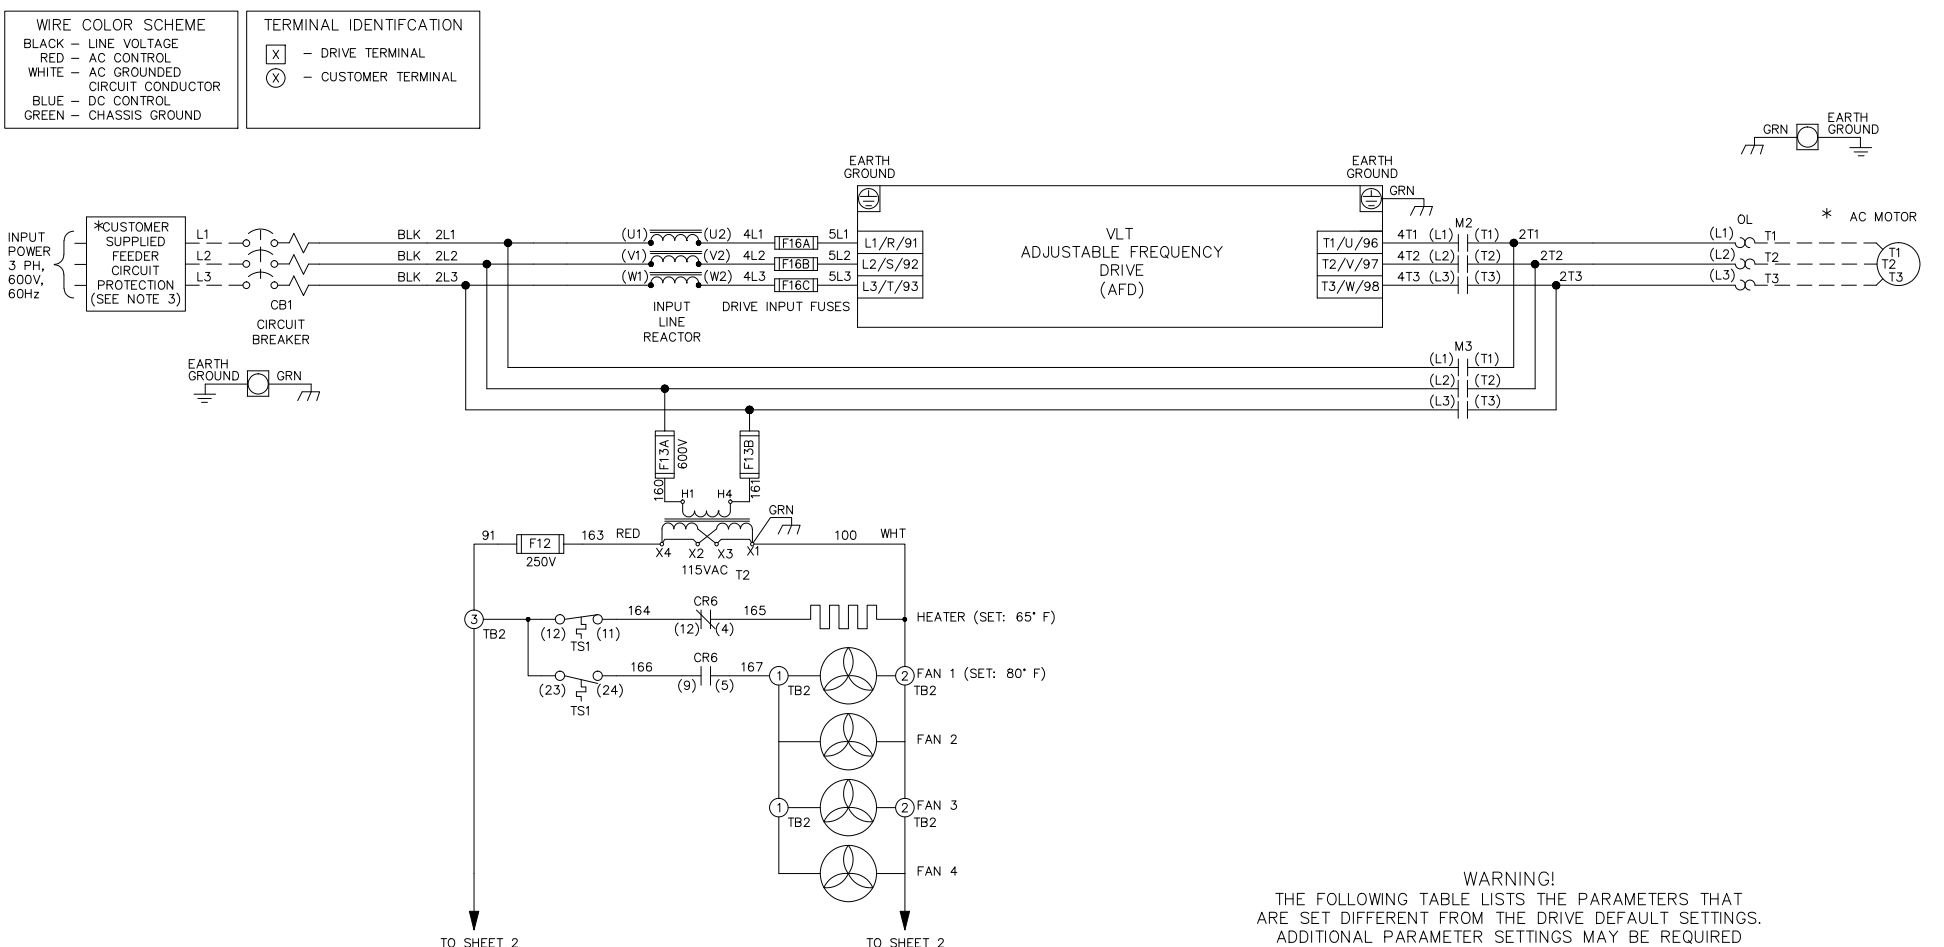 WIRE COLOR SCHEME
BLACK – LINE VOLTAGE
RED – AC CONTROL
WHITE – AC GROUNDED
CIRCUIT CONDUCTOR
BLUE – DC CONTROL
GREEN – CHASSIS GROUND
TERMINAL IDENTIFCATION
X – DRIVE TERMINAL
X – CUSTOMER TERMINAL
GRN
EARTH
GROUND
INPUT
POWER
3 PH,
600V,
60Hz
*CUSTOMER
SUPPLIED
FEEDER
CIRCUIT
PROTECTION
(SEE NOTE 3)
L1
L2
L3
CB1
CIRCUIT
BREAKER
BLK 2L1
BLK 2L2
BLK 2L3
(U1) (U2) 4L1 F16A 5L1
(V1) (V2) 4L2 F16B 5L2
(W1) (W2) 4L3 F16C 5L3
INPUT
LINE
REACTOR
DRIVE INPUT FUSES
EARTH
GROUND
L1/R/91
L2/S/92
L3/T/93
VLT
ADJUSTABLE FREQUENCY
DRIVE
(AFD)
EARTH
GROUND
GRN
T1/U/96
T2/V/97
T3/W/98
M2
4T1 (L1) (T1) 2T1
4T2 (L2) (T2) 2T2
4T3 (L3) (T3) 2T3
OL
(L1) T1
(L2) T2
(L3) T3
* AC MOTOR
T1
T2
T3
M3
(L1) (T1)
(L2) (T2)
(L3) (T3)
EARTH
GROUND GRN
F13A
600V
F13B
160
161
H1 H4
GRN
91 F12 163 RED
250V
X4 X2 X3 X1
115VAC T2
100 WHT
3
TB2
(12) (11)
TS1
164
CR6
(12) (4)
165
HEATER (SET: 65° F)
(23) (24)
TS1
166
CR6
(9) (5)
167
1
TB2
2
TB2
FAN 1 (SET: 80° F)
FAN 2
1
TB2
2
TB2
FAN 3
FAN 4
TO SHEET 2
TO SHEET 2
WARNING!
THE FOLLOWING TABLE LISTS THE PARAMETERS THAT
ARE SET DIFFERENT FROM THE DRIVE DEFAULT SETTINGS.
ADDITIONAL PARAMETER SETTINGS MAY BE REQUIRED